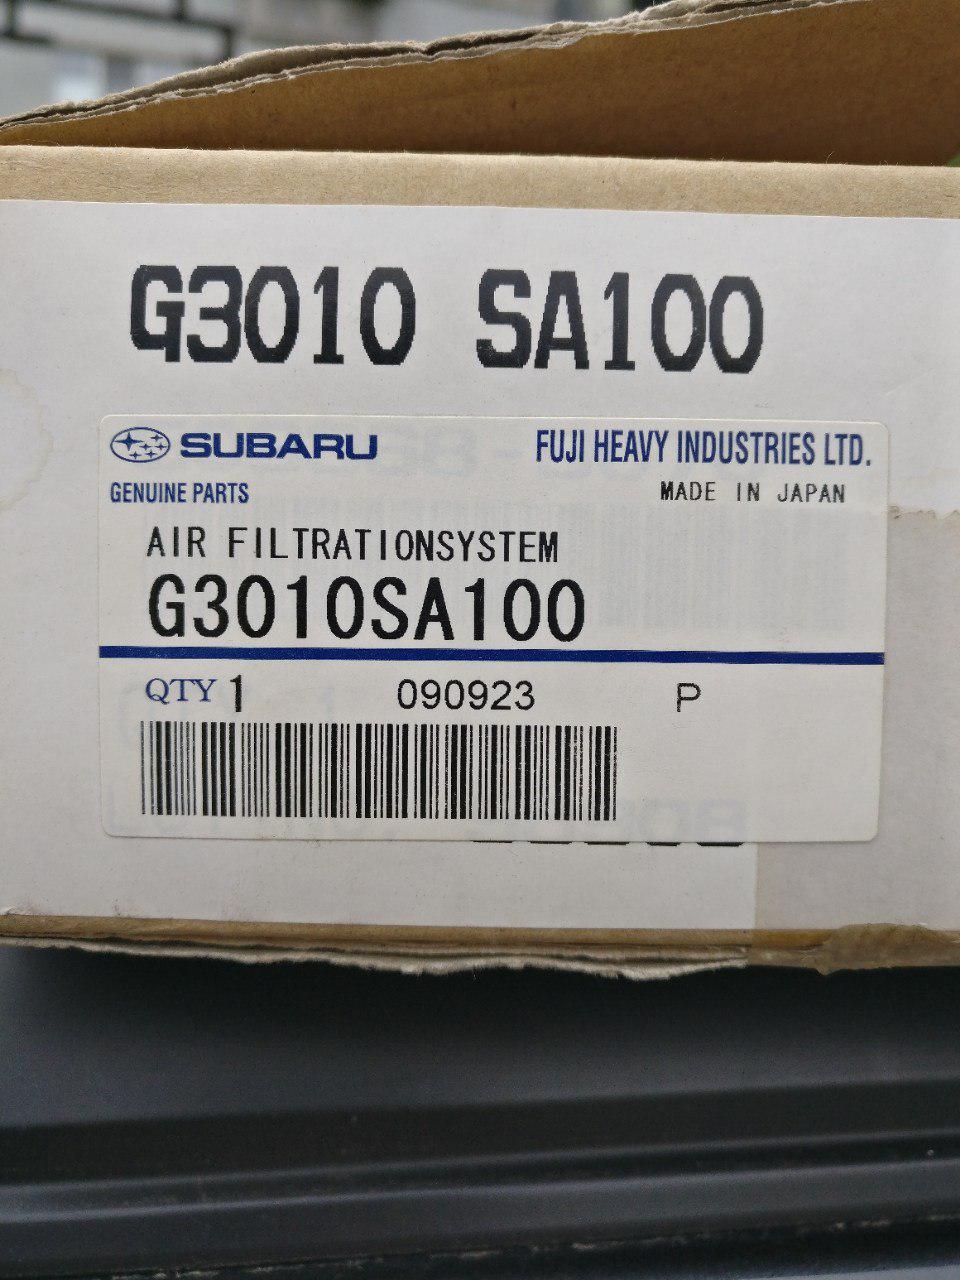 G3010 SA100
SUBARU FUJI HEAVY INDUSTRIES LTD.
GENUINE PARTS MADE IN JAPAN
AIR FILTRATIONSYSTEM
G3010SA100
QTY 1 090923 P